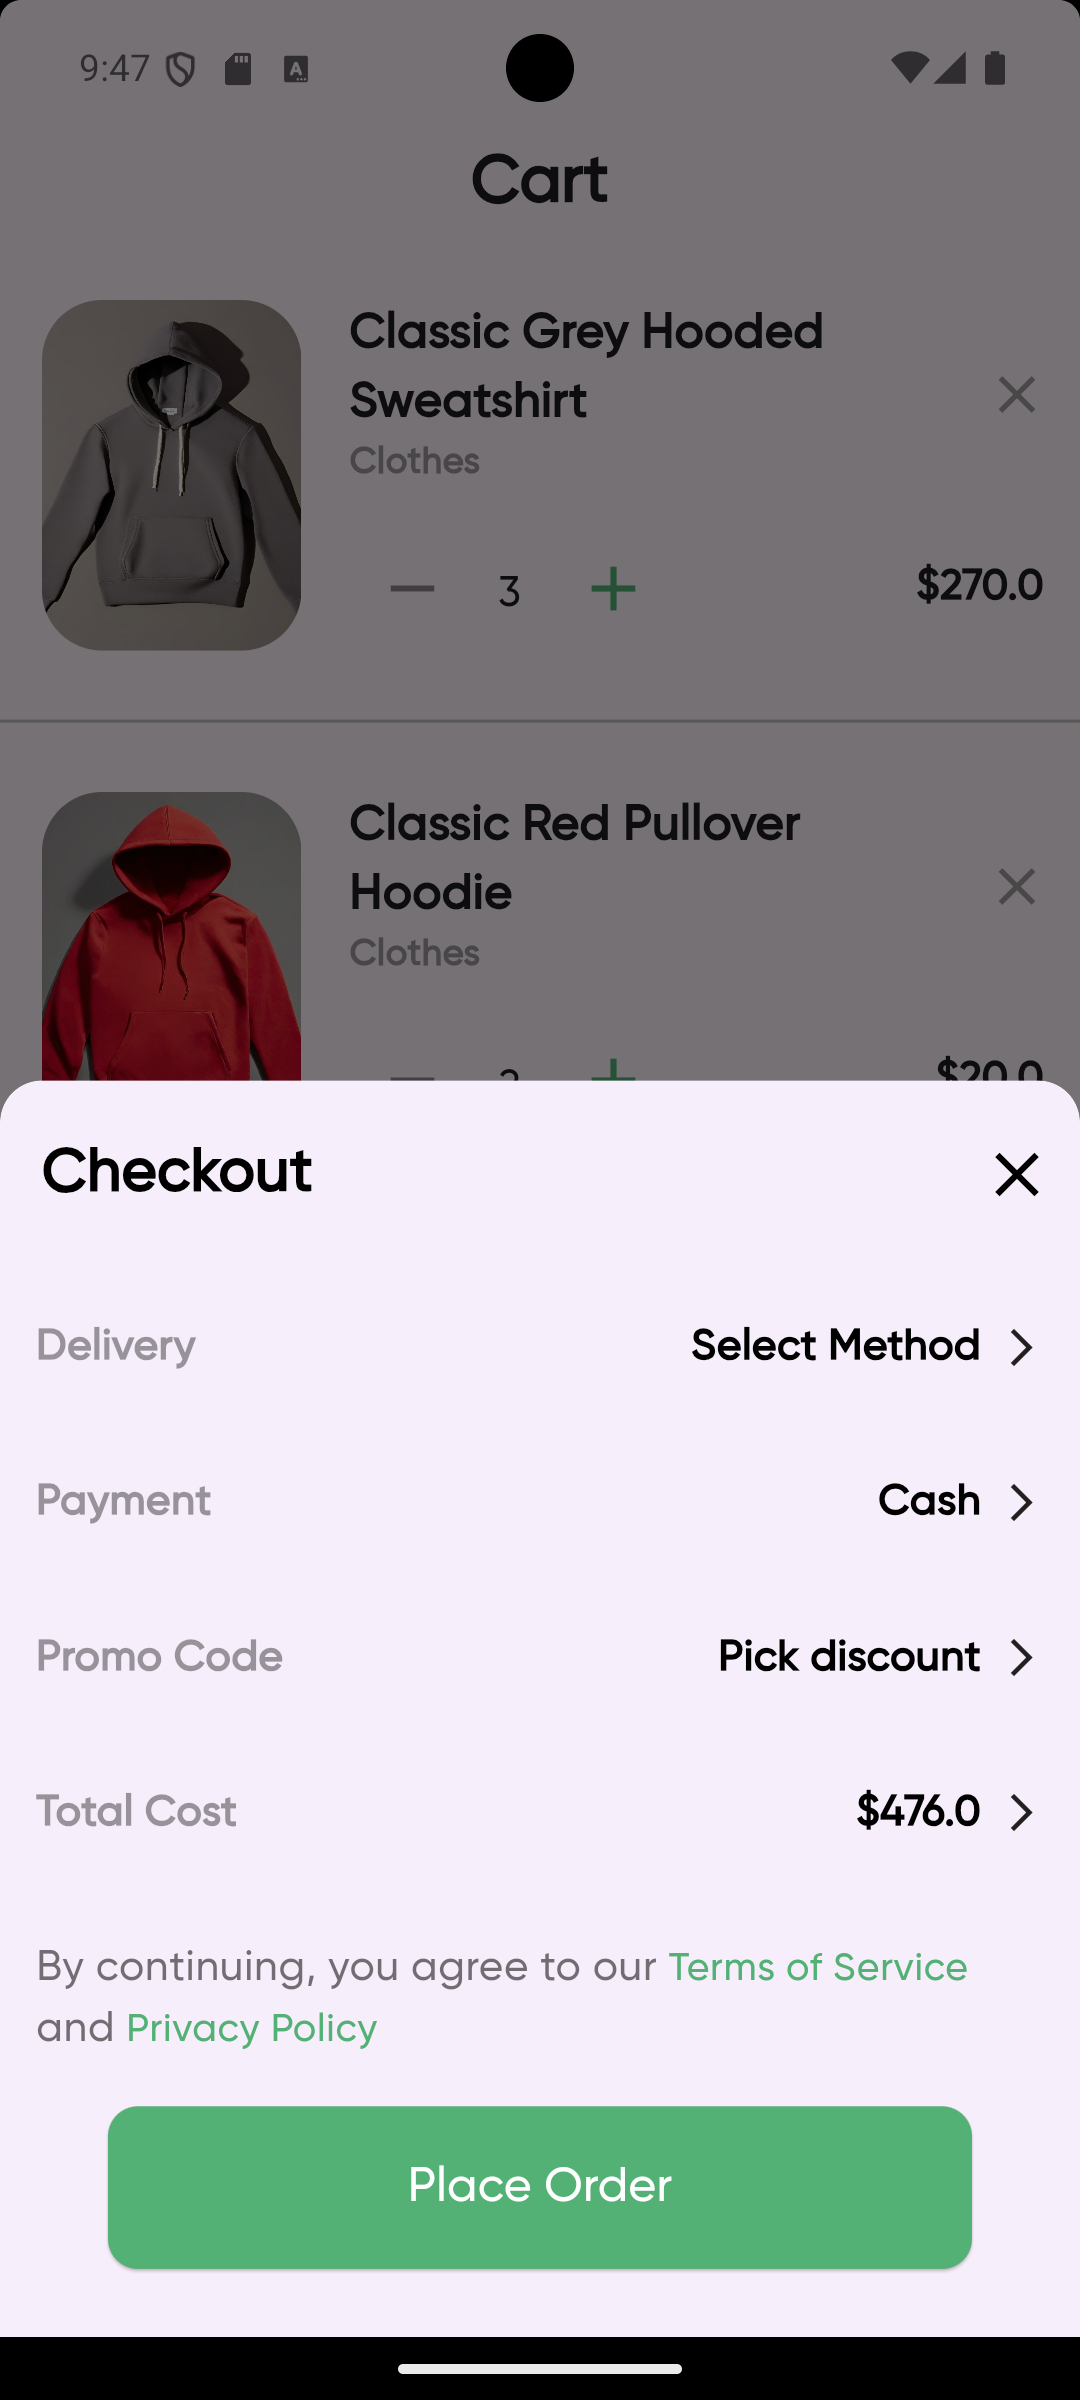 9:47
Cart
Classic Grey Hooded
Sweatshirt
Clothes
3
$270.0
Classic Red Pullover
Hoodie
Clothes
$20.0
Checkout
Delivery
Select Method
Payment
Cash
Promo Code
Pick discount
Total Cost
$476.0
By continuing, you agree to our Terms of Service
and Privacy Policy
Place Order